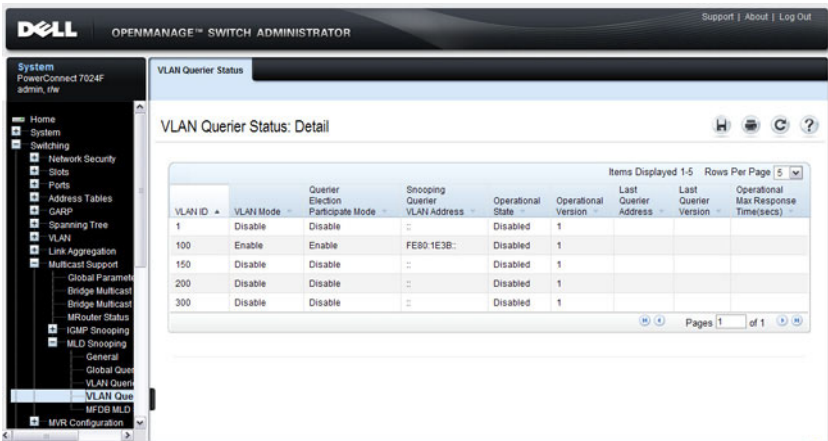 Support | About | Log Out
DELL OPENMANAGE™ SWITCH ADMINISTRATOR
System
PowerConnect 7024F
admin, r/w
VLAN Querier Status
Home
System
Switching
Network Security
Slots
Ports
Address Tables
GARP
Spanning Tree
VLAN
Link Aggregation
Multicast Support
Global Paramet
Bridge Multicast
Bridge Multicast
MRouter Status
IGMP Snooping
MLD Snooping
General
Global Quer
VLAN Queri
VLAN Que
MFDB MLD
MVR Configuration
VLAN Querier Status: Detail
Items Displayed 1-5 Rows Per Page 5
VLAN ID VLAN Mode Querier Election Participate Mode Snooping Querier VLAN Address Operational State Operational Version Last Querier Address Last Querier Version Operational Max Response Time(secs)
1 Disable Disable :: Disabled 1
100 Enable Enable FE80:1E3B:: Disabled 1
150 Disable Disable :: Disabled 1
200 Disable Disable :: Disabled 1
300 Disable Disable :: Disabled 1
Pages 1 of 1